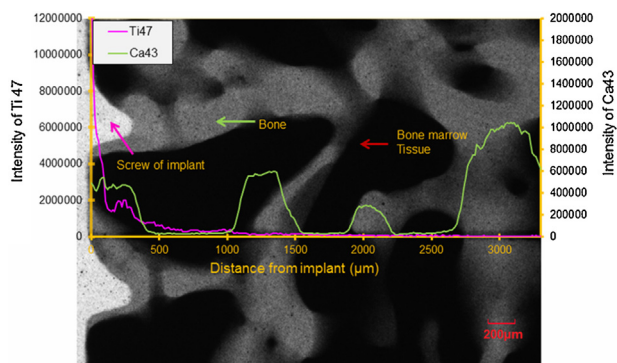 12000000
10000000
8000000
6000000
4000000
2000000
0
Intensity of Ti 47
Ti47
Ca43
Screw of implant
Bone
Bone marrow
Tissue
2000000
1800000
1600000
1400000
1200000
1000000
800000
600000
400000
200000
0
Intensity of Ca43
0
500
1000
1500
2000
2500
3000
Distance from implant (µm)
200µm